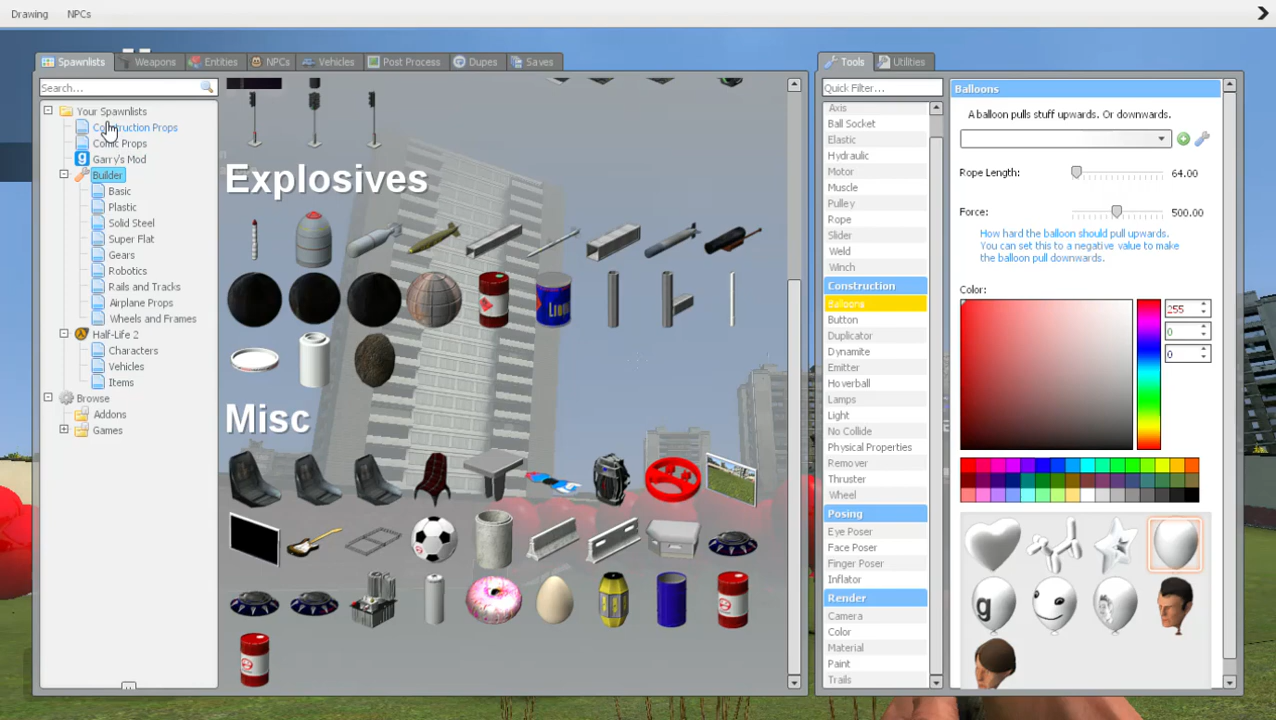 Drawing
NPCs
Spawnlists
Weapons
Entities
NPCs
Vehicles
Post Process
Dupes
Saves
Search...
Your Spawnlists
Construction Props
Comic Props
Garry's Mod
Builder
Basic
Plastic
Solid Steel
Super Flat
Gears
Robotics
Rails and Tracks
Airplane Props
Wheels and Frames
Half-Life 2
Characters
Vehicles
Items
Browse
Addons
Games
Explosives
Misc
Tools
Utilities
Quick Filter...
Axis
Ball Socket
Elastic
Hydraulic
Motor
Muscle
Pulley
Rope
Slider
Weld
Winch
Construction
Balloons
Button
Duplicator
Dynamite
Emitter
Hoverball
Lamps
Light
No Collide
Physical Properties
Remover
Thruster
Wheel
Posing
Eye Poser
Face Poser
Finger Poser
Inflator
Render
Camera
Color
Material
Paint
Trails
Balloons
A balloon pulls stuff upwards. Or downwards.
Rope Length:
64.00
Force:
500.00
How hard the balloon should pull upwards.
You can set this to a negative value to make
the balloon pull downwards.
Color:
255
0
0